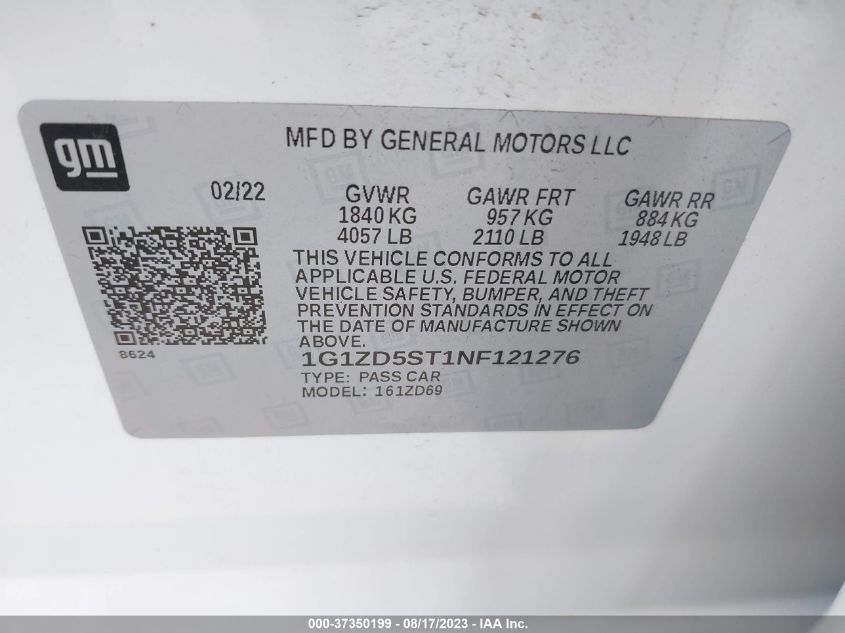 gm
MFD BY GENERAL MOTORS LLC
02/22 GVWR GAWR FRT GAWR RR
1840 KG 957 KG 884 KG
4057 LB 2110 LB 1948 LB
THIS VEHICLE CONFORMS TO ALL
APPLICABLE U.S. FEDERAL MOTOR
VEHICLE SAFETY, BUMPER, AND THEFT
PREVENTION STANDARDS IN EFFECT ON
THE DATE OF MANUFACTURE SHOWN
ABOVE.
8624
1G1ZD5ST1NF121276
TYPE: PASS CAR
MODEL: 161ZD69
000-37350199 - 08/17/2023 - IAA Inc.